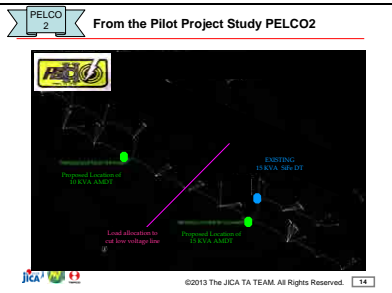 PELCO
2
From the Pilot Project Study PELCO2
EXISTING
15 KVA SiFe DT
Proposed Location of
10 KVA AMDT
Load allocation to
cut low voltage line
Proposed Location of
15 KVA AMDT
jica
©2013 The JICA TA TEAM. All Rights Reserved.
14